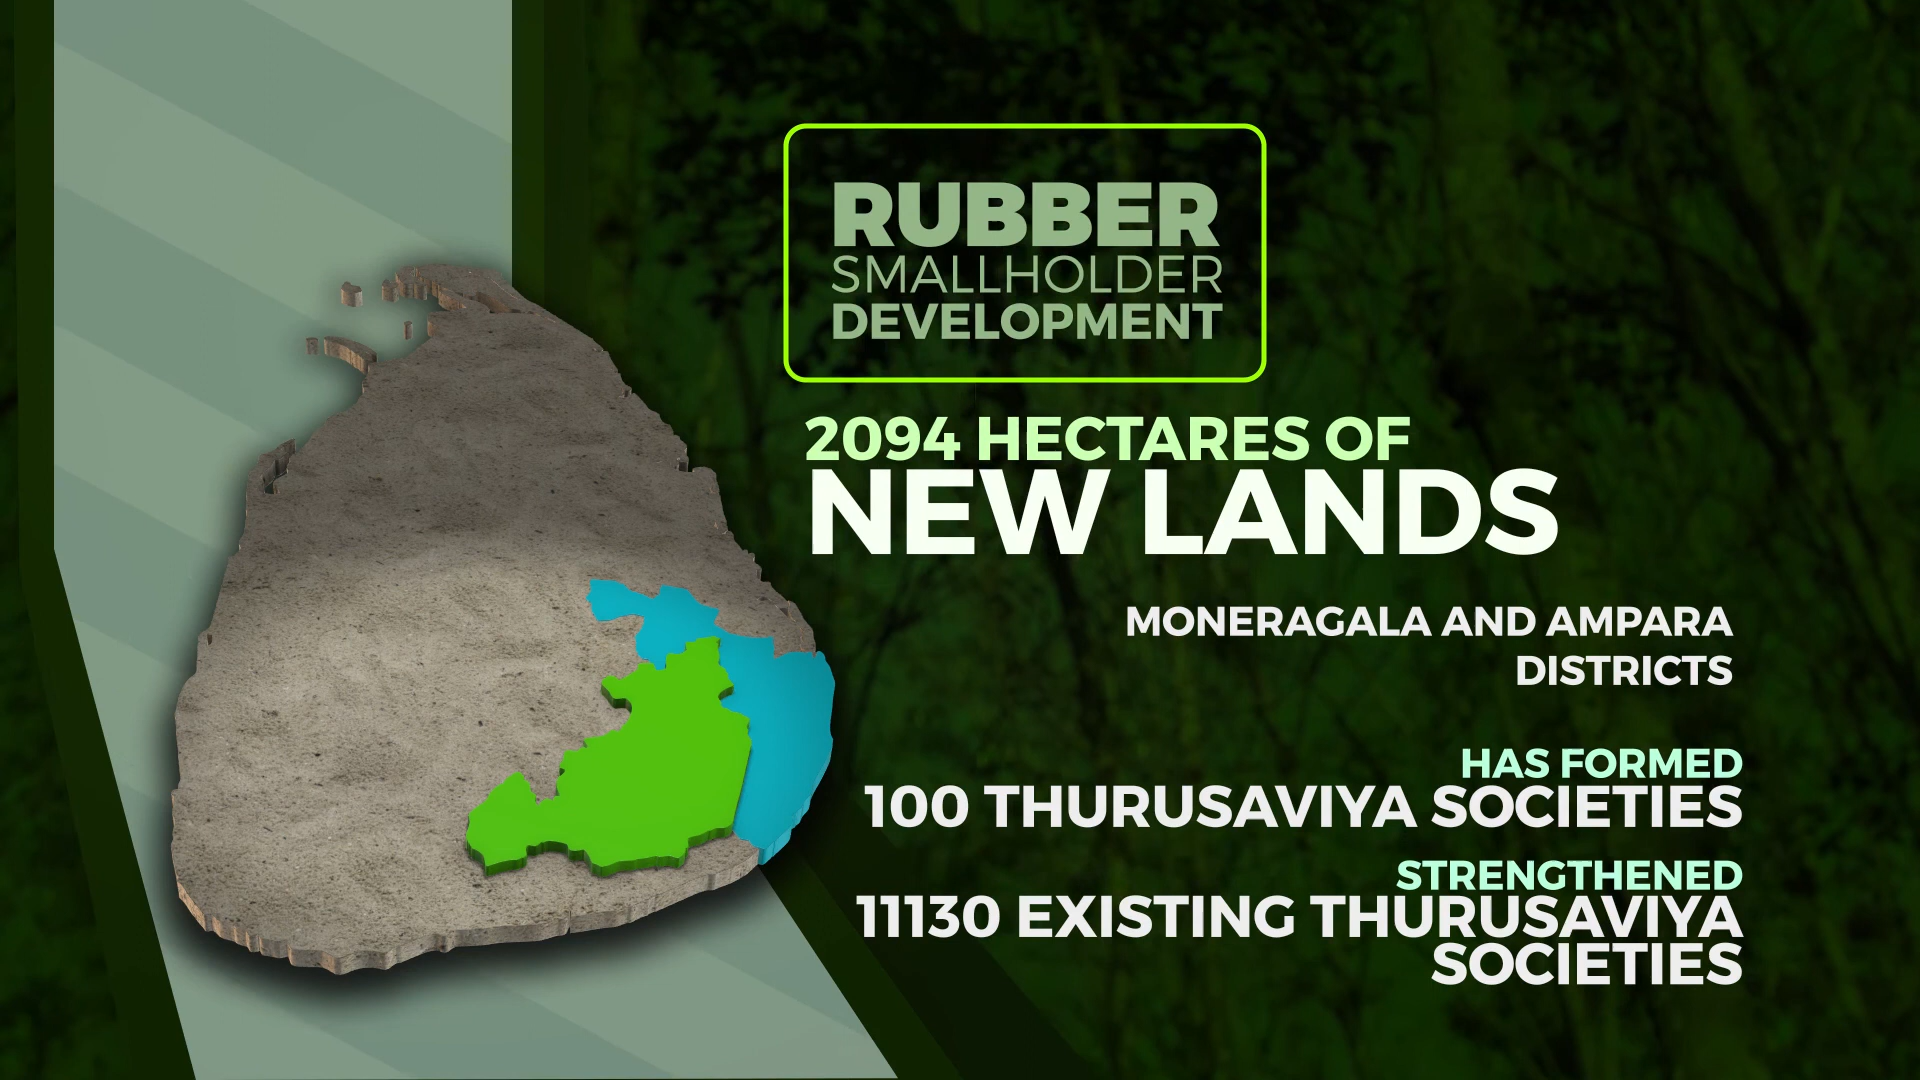 RUBBER
SMALLHOLDER
DEVELOPMENT
2094 HECTARES OF
NEW LANDS
MONERAGALA AND AMPARA
DISTRICTS
HAS FORMED
100 THURUSAVIYA SOCIETIES
STRENGTHENED
11130 EXISTING THURUSAVIYA
SOCIETIES